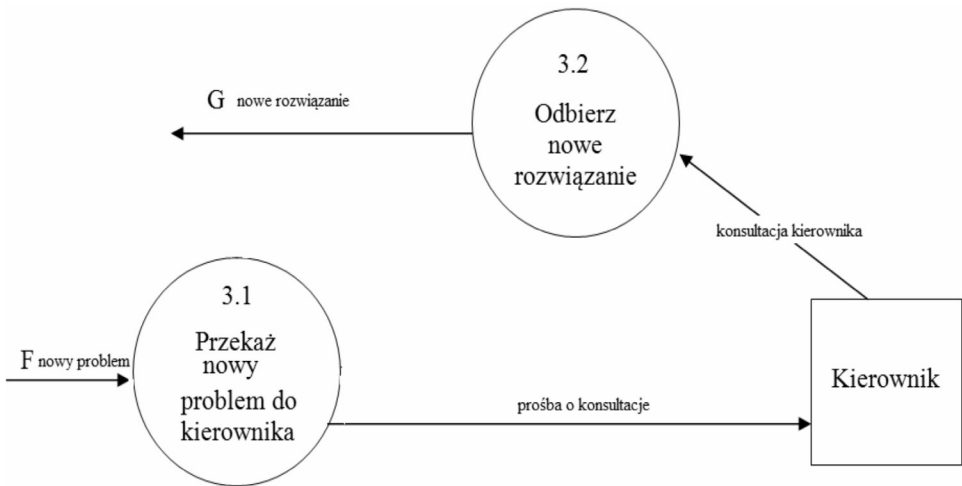 3.2
Odbierz
nowe
rozwiązanie
G nowe rozwiązanie
konsultacja kierownika
3.1
Przekaż
nowy
problem do
kierownika
F nowy problem
prośba o konsultacje
Kierownik